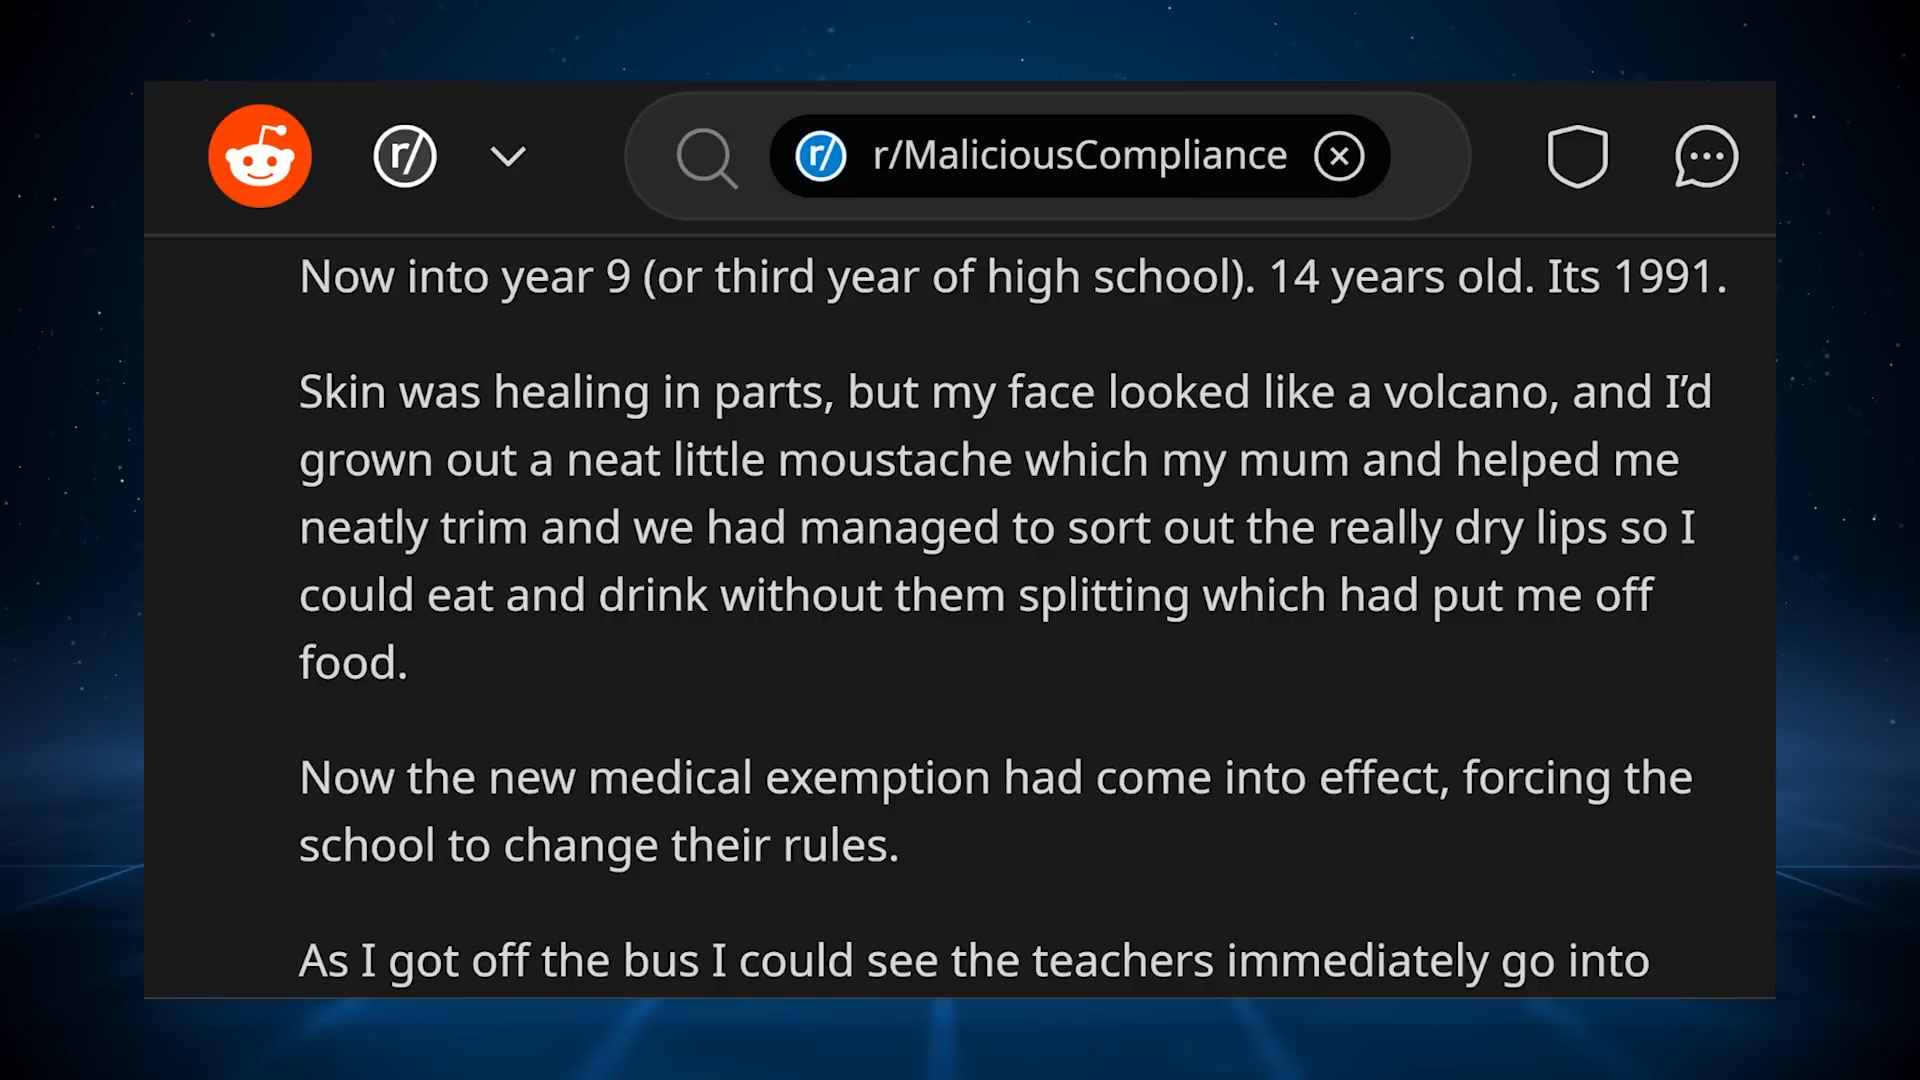 r/ r/ r/MaliciousCompliance
Now into year 9 (or third year of high school). 14 years old. Its 1991.
Skin was healing in parts, but my face looked like a volcano, and I’d
grown out a neat little moustache which my mum and helped me
neatly trim and we had managed to sort out the really dry lips so I
could eat and drink without them splitting which had put me off
food.
Now the new medical exemption had come into effect, forcing the
school to change their rules.
As I got off the bus I could see the teachers immediately go into